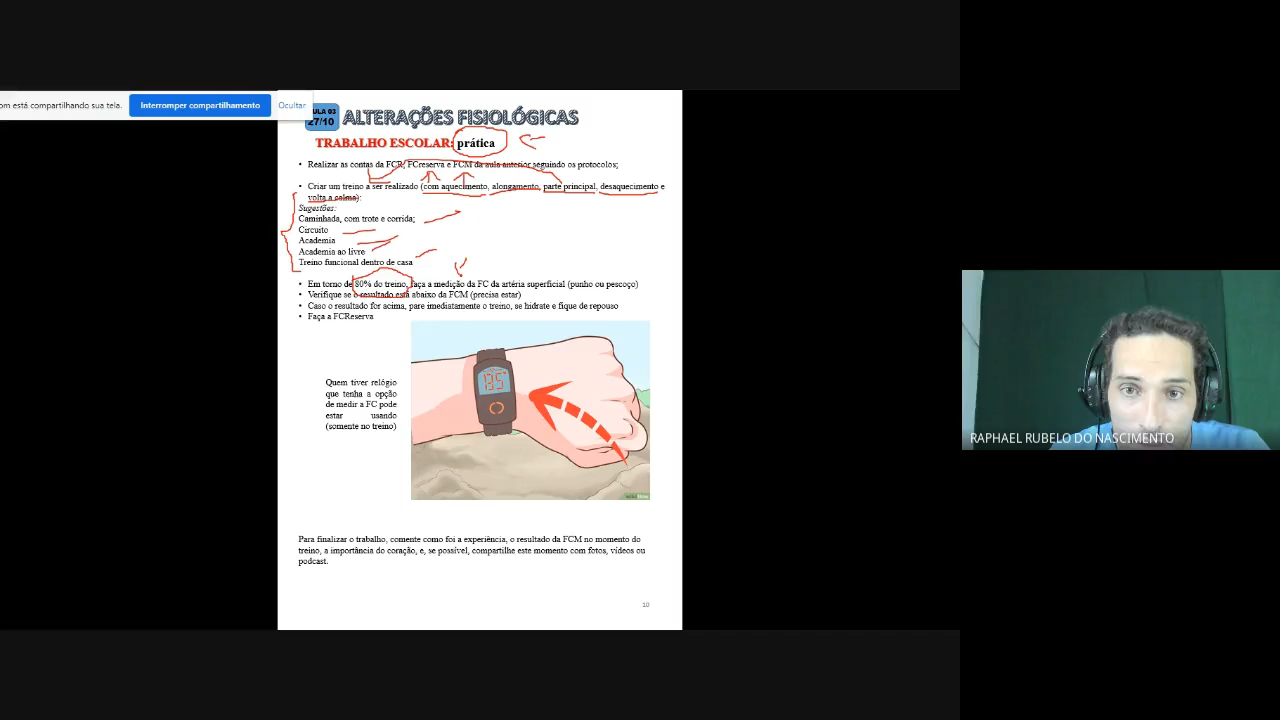 om está compartilhando sua tela.
Interromper compartilhamento
Ocultar
ULA 03
27/10
ALTERAÇÕES FISIOLÓGICAS
TRABALHO ESCOLAR: prática
• Realizar as contas da FCR, FCreserva e FCM da aula anterior seguindo os protocolos;
• Criar um treino a ser realizado (com aquecimento, alongamento, parte principal, desaquecimento e
volta a calma):
Sugestões:
Caminhada, com trote e corrida;
Circuito
Academia
Academia ao livre
Treino funcional dentro de casa
• Em torno de 80% do treino, faça a medição da FC da artéria superficial (punho ou pescoço)
• Verifique se o resultado está abaixo da FCM (precisa estar)
• Caso o resultado for acima, pare imediatamente o treino, se hidrate e fique de repouso
• Faça a FCReserva
Quem tiver relógio
que tenha a opção
de medir a FC pode
estar usando
(somente no treino)
135
Para finalizar o trabalho, comente como foi a experiência, o resultado da FCM no momento do
treino, a importância do coração, e, se possível, compartilhe este momento com fotos, vídeos ou
podcast.
10
RAPHAEL RUBELO DO NASCIMENTO